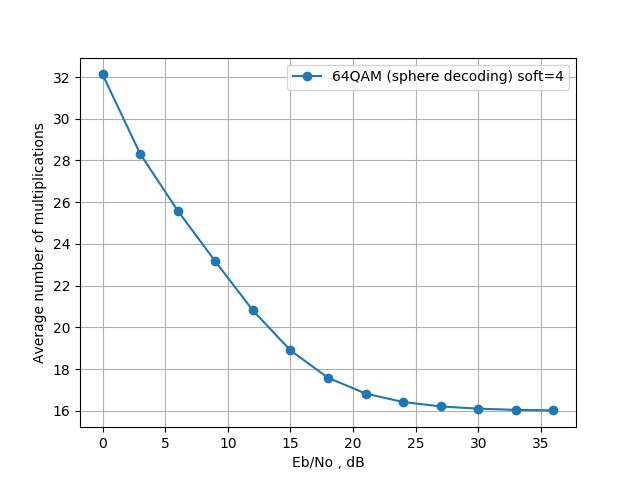 64QAM (sphere decoding) soft=4
32
30
28
26
24
22
20
18
16
Average number of multiplications
0 5 10 15 20 25 30 35
Eb/No , dB